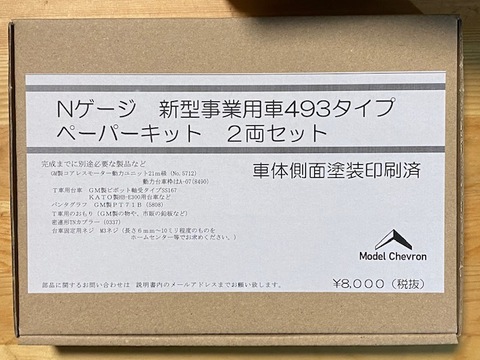 Nゲージ 新型事業用車493タイプ
ペーパーキット 2両セット
完成までに別途必要な製品など
GM製コアレスモーター動力ユニット21m級 (No.5712)
動力台車枠はA-07(8490)
車体側面塗装印刷済
T車用台車 GM製ピボット軸受タイプSS167
KATO製HB-E300用台車など
パンタグラフ GM製PT71B (5808)
T車用のおもり (GM製の物や、市販の鉛板など)
密連形TNカプラー (0337)
台車固定用ネジ M3ネジ (長さ6mm~10ミリ程度のものを
ホームセンター等でお求めください。)
Model Chevron
部品に関するお問い合わせは 説明書内のメールアドレスまでお願い致します。
¥8,000 (税抜)